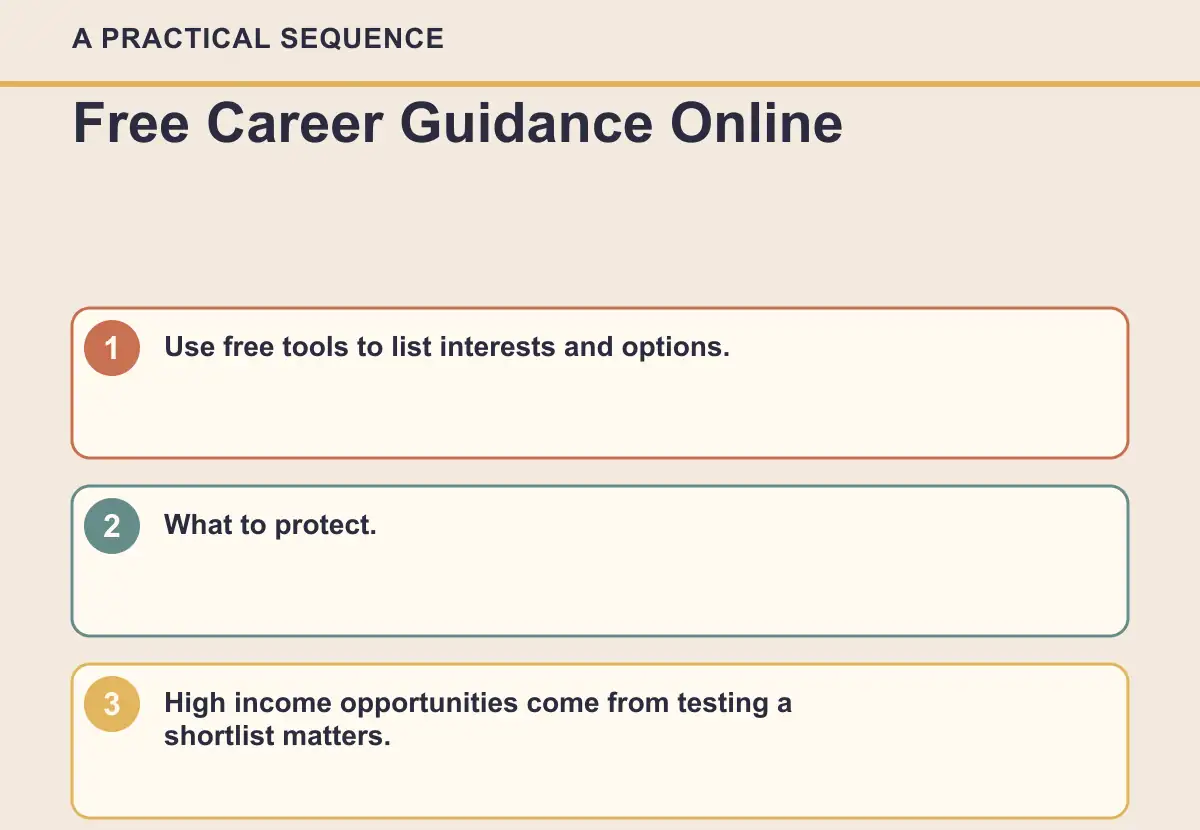 A PRACTICAL SEQUENCE
Free Career Guidance Online
1
Use free tools to list interests and options.
2
What to protect.
3
High income opportunities come from testing a
shortlist matters.